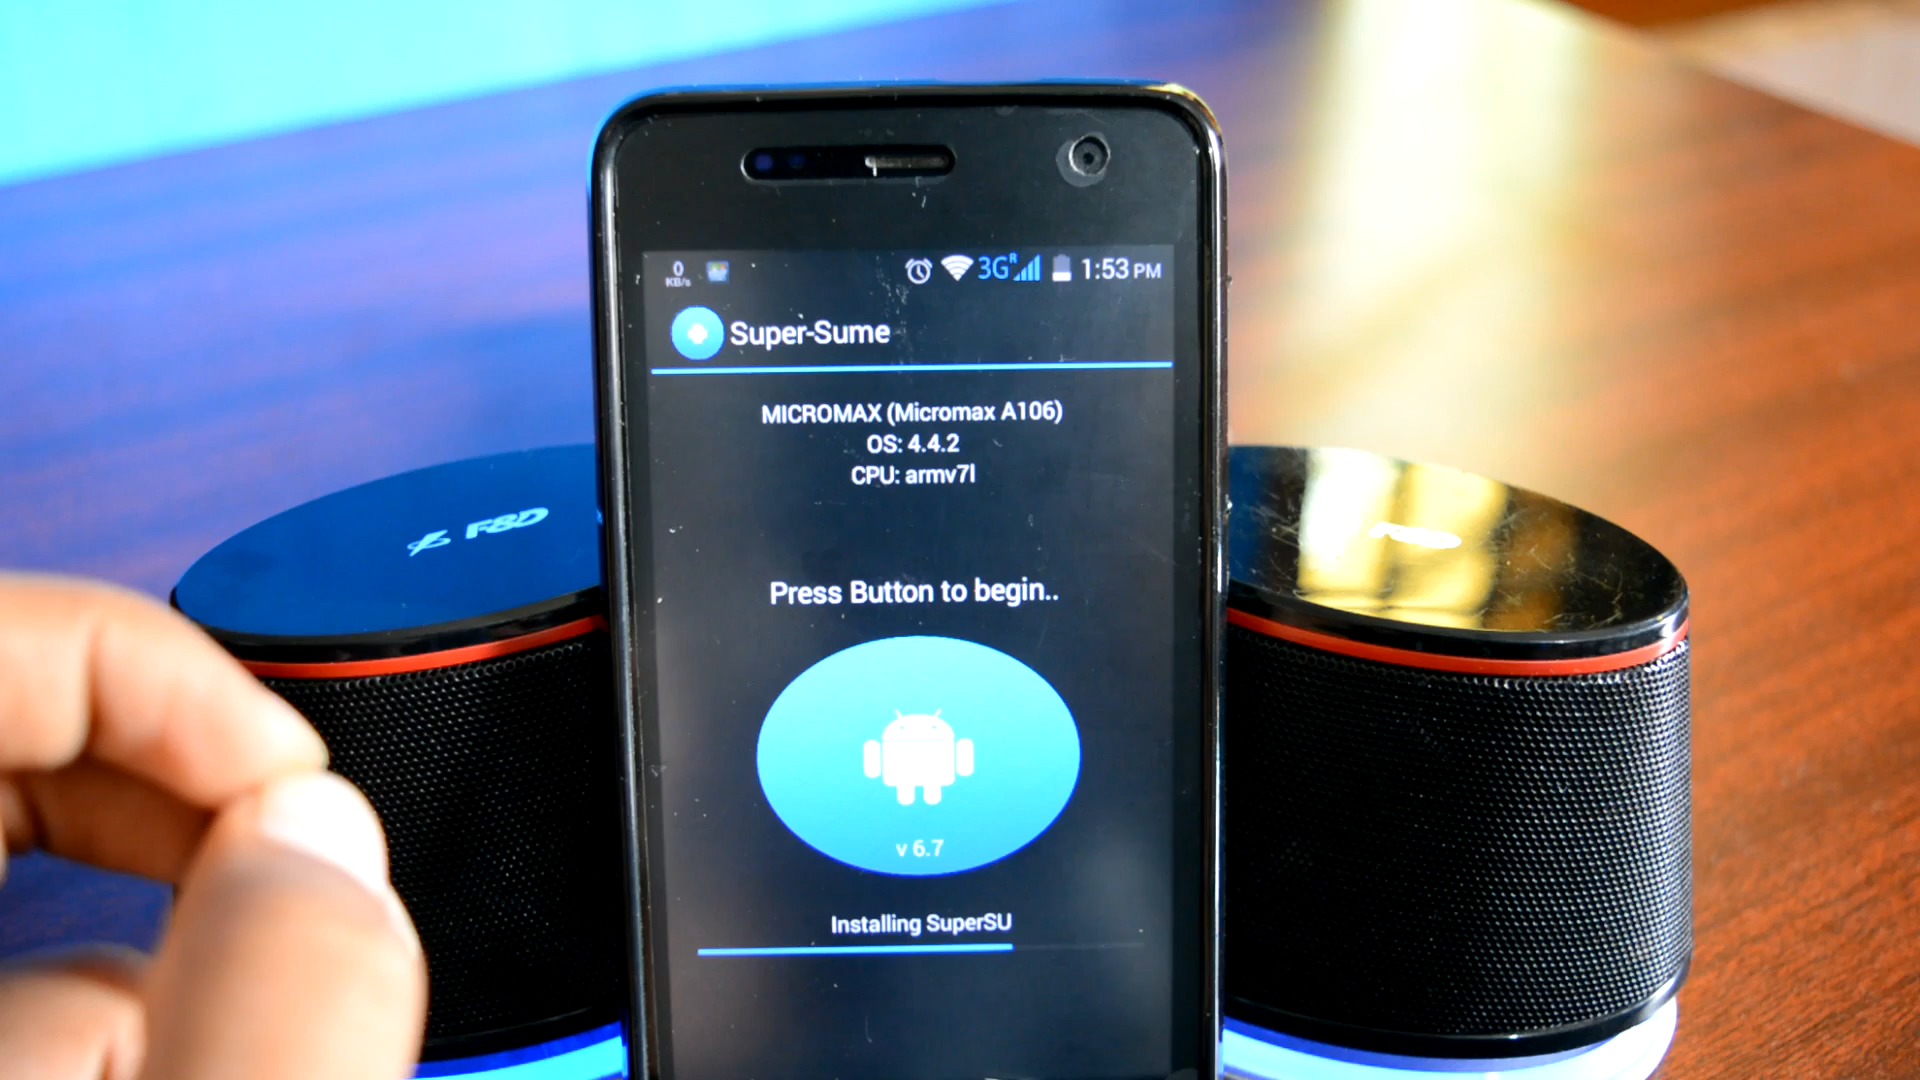 0
KB/s
3G R
1:53 PM
Super-Sume
MICROMAX (Micromax A106)
OS: 4.4.2
CPU: armv7l
Press Button to begin..
v 6.7
Installing SuperSU
F&D
F&D